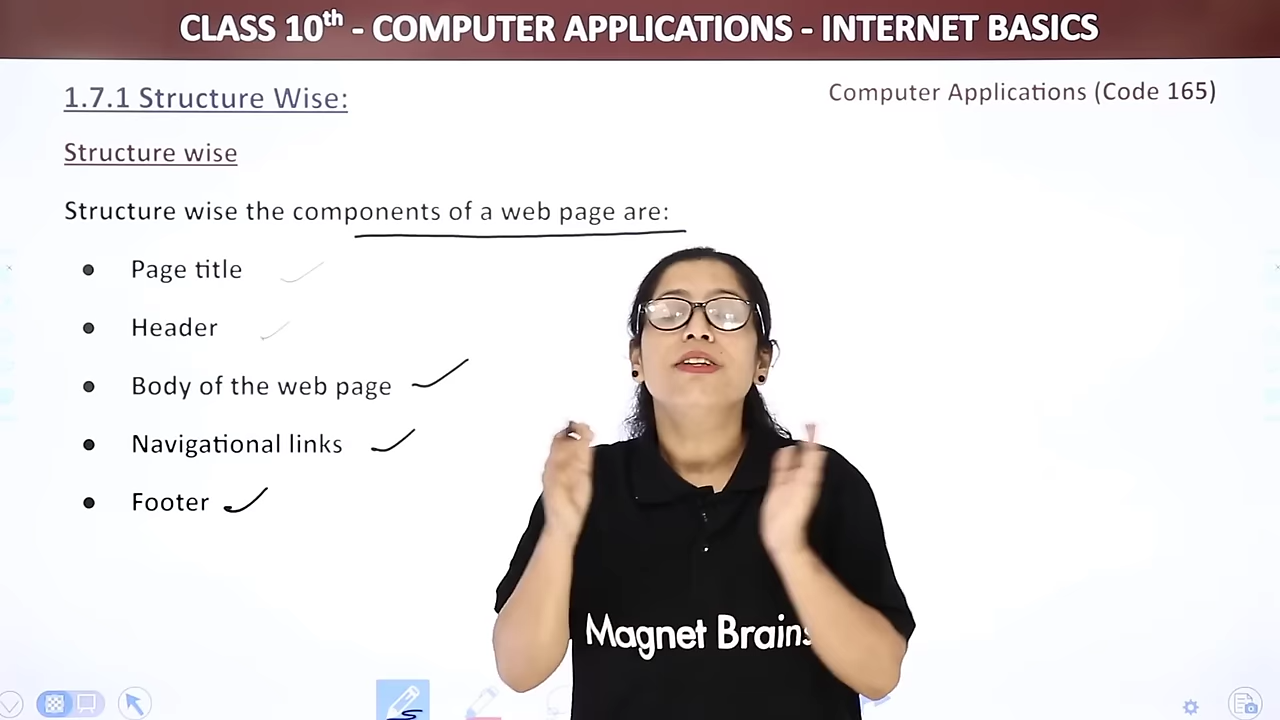 CLASS 10th - COMPUTER APPLICATIONS - INTERNET BASICS
1.7.1 Structure Wise:
Computer Applications (Code 165)
Structure wise
Structure wise the components of a web page are:
• Page title
• Header
• Body of the web page
• Navigational links
• Footer
Magnet Brains